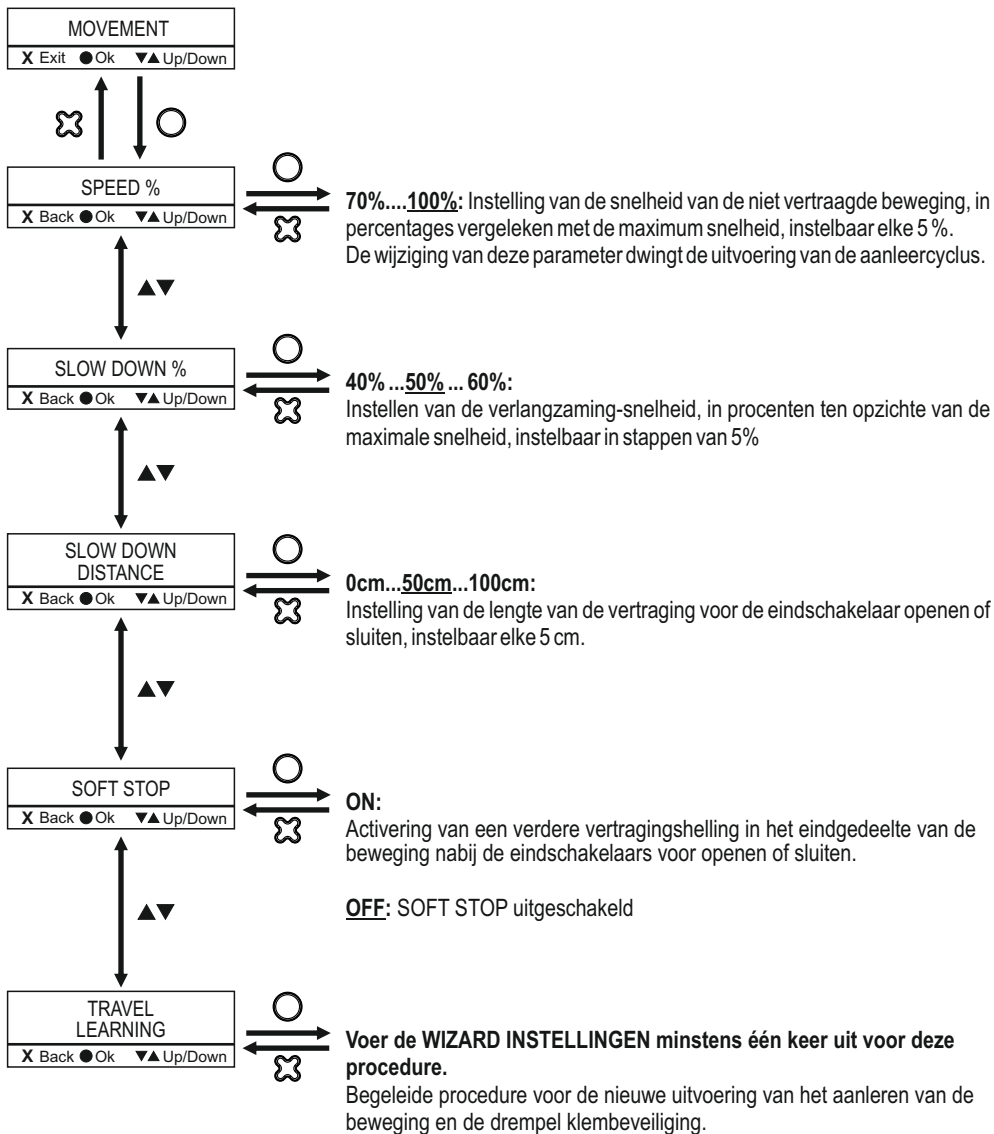 MOVEMENT
X Exit ●Ok ▼▲Up/Down
SPEED %
X Back ●Ok ▼▲Up/Down
70%....100%: Instelling van de snelheid van de niet vertraagde beweging, in
percentages vergeleken met de maximum snelheid, instelbaar elke 5 %.
De wijziging van deze parameter dwingt de uitvoering van de aanleercyclus.
▲▼
SLOW DOWN %
X Back ●Ok ▼▲Up/Down
40% ...50% ... 60%:
Instellen van de verlangzaming-snelheid, in procenten ten opzichte van de
maximale snelheid, instelbaar in stappen van 5%
▲▼
SLOW DOWN
DISTANCE
X Back ●Ok ▼▲Up/Down
0cm...50cm...100cm:
Instelling van de lengte van de vertraging voor de eindschakelaar openen of
sluiten, instelbaar elke 5 cm.
▲▼
SOFT STOP
X Back ●Ok ▼▲Up/Down
ON:
Activering van een verdere vertragingshelling in het eindgedeelte van de
beweging nabij de eindschakelaars voor openen of sluiten.
OFF: SOFT STOP uitgeschakeld
▲▼
TRAVEL
LEARNING
X Back ●Ok ▼▲Up/Down
Voer de WIZARD INSTELLINGEN minstens één keer uit voor deze
procedure.
Begeleide procedure voor de nieuwe uitvoering van het aanleren van de
beweging en de drempel klembeveiliging.